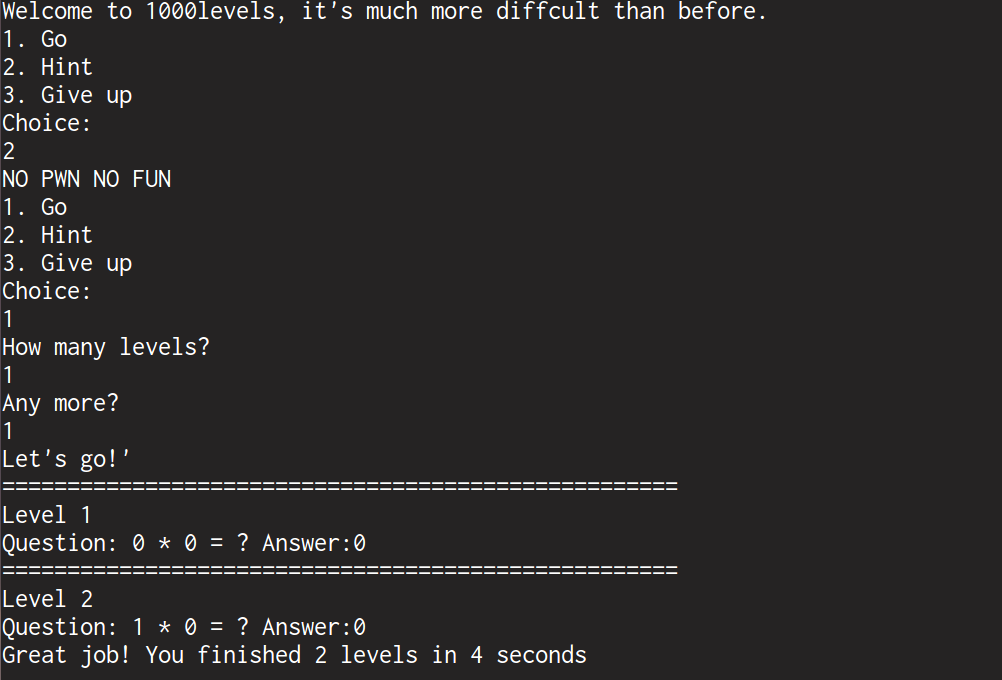 Welcome to 1000levels, it's much more diffcult than before.
1. Go
2. Hint
3. Give up
Choice:
2
NO PWN NO FUN
1. Go
2. Hint
3. Give up
Choice:
1
How many levels?
1
Any more?
1
Let's go!'
====================================================
Level 1
Question: 0 * 0 = ? Answer:0
====================================================
Level 2
Question: 1 * 0 = ? Answer:0
Great job! You finished 2 levels in 4 seconds